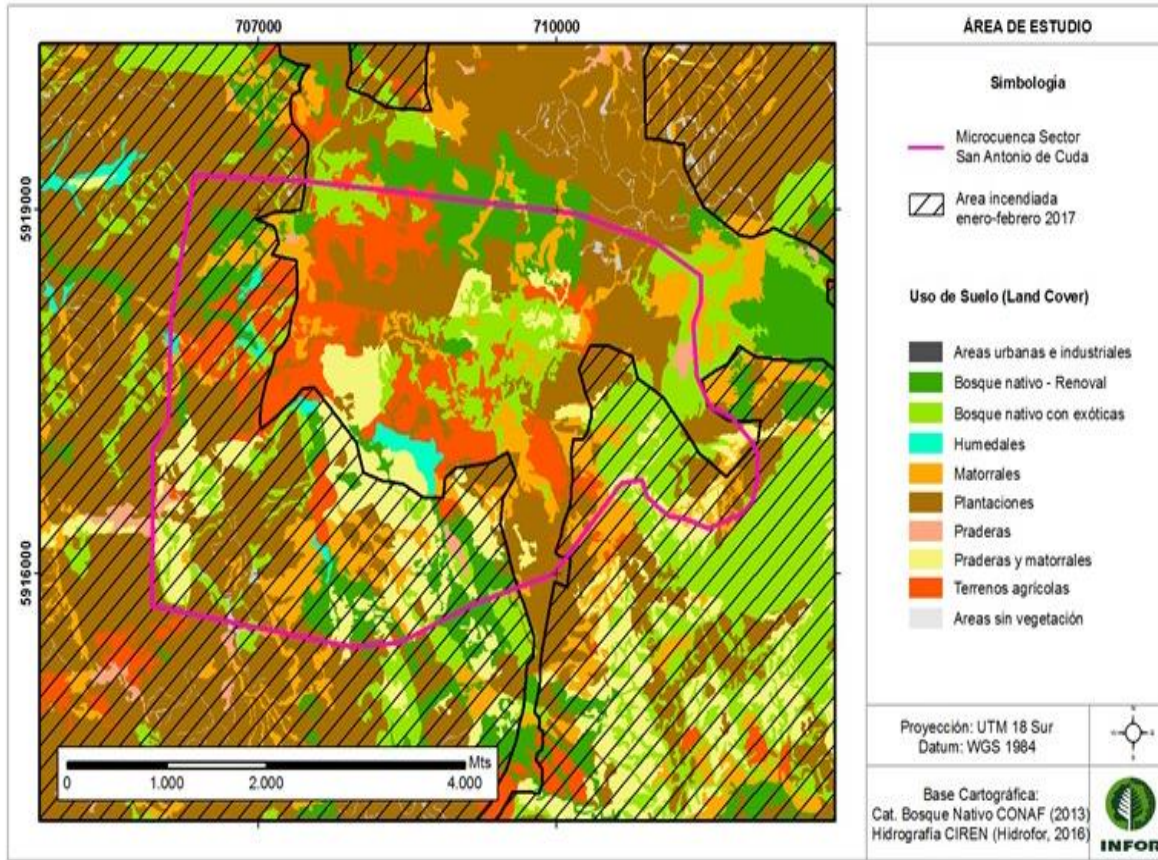 707000
710000
5919000
5916000
0
1.000
2.000
4.000
Mts
ÁREA DE ESTUDIO
Simbología
Microcuenca Sector
San Antonio de Cuda
Area incendiada
enero-febrero 2017
Uso de Suelo (Land Cover)
Areas urbanas e industriales
Bosque nativo - Renoval
Bosque nativo con exóticas
Humedales
Matorrales
Plantaciones
Praderas
Praderas y matorrales
Terrenos agrícolas
Areas sin vegetación
Proyección: UTM 18 Sur
Datum: WGS 1984
Base Cartográfica:
Cat. Bosque Nativo CONAF (2013)
Hidrografía CIREN (Hidrofor, 2016)
INFOR